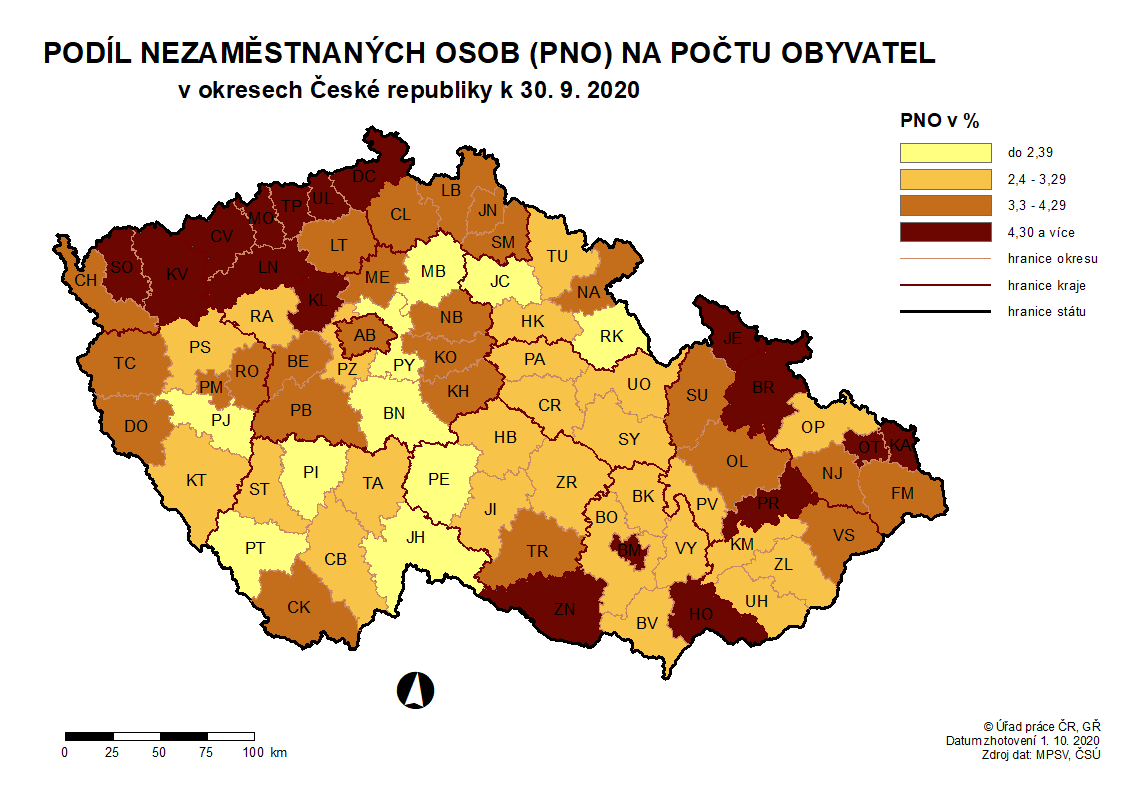 PODÍL NEZAMĚSTNANÝCH OSOB (PNO) NA POČTU OBYVATEL
v okresech České republiky k 30. 9. 2020
PNO v %
do 2,39
2,4 - 3,29
3,3 - 4,29
4,30 a více
hranice okresu
hranice kraje
hranice státu
DC
UL
TP
MO
CV
LB
JN
CL
SM
LT
TU
SO
KV
LN
CH
ME
MB
JC
NA
KL
RA
NB
HK
AB
RK
JE
PS
TC
RO
BE
PZ
PY
KO
PA
PM
KH
UO
BR
SU
PB
BN
CR
PJ
DO
HB
SY
OP
OT
KA
OL
PI
KT
ST
TA
PE
ZR
NJ
FM
BK
PV
PR
JI
BO
VS
JH
PT
CB
TR
BM
VY
KM
ZL
CK
ZN
BV
HO
UH
0 25 50 75 100 km
© Úřad práce ČR, GŘ
Datum zhotovení 1. 10. 2020
Zdroj dat: MPSV, ČSÚ